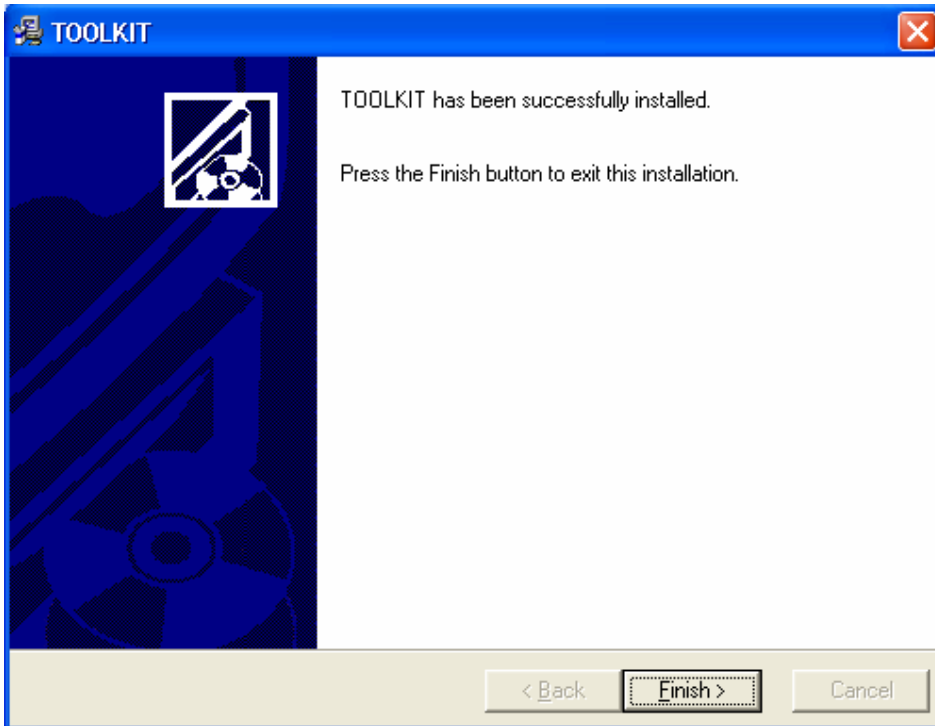 TOOLKIT
TOOLKIT has been successfully installed.
Press the Finish button to exit this installation.
< Back
Finish >
Cancel